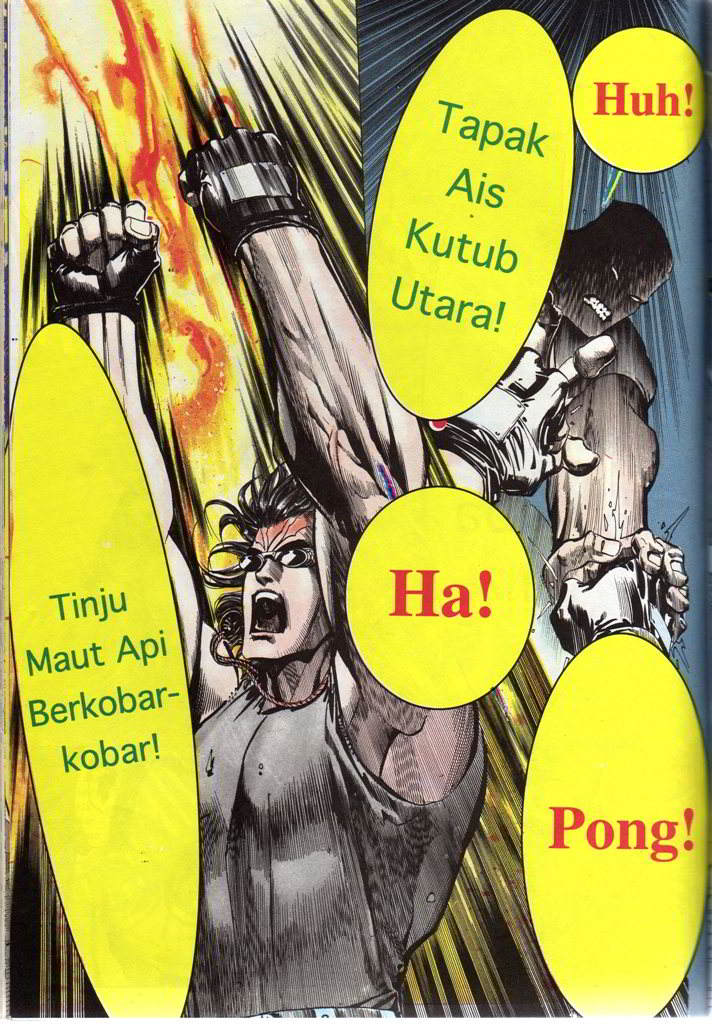 Huh!
Tapak
Ais
Kutub
Utara!
Ha!
Tinju
Maut Api
Berkobar-
kobar!
Pong!